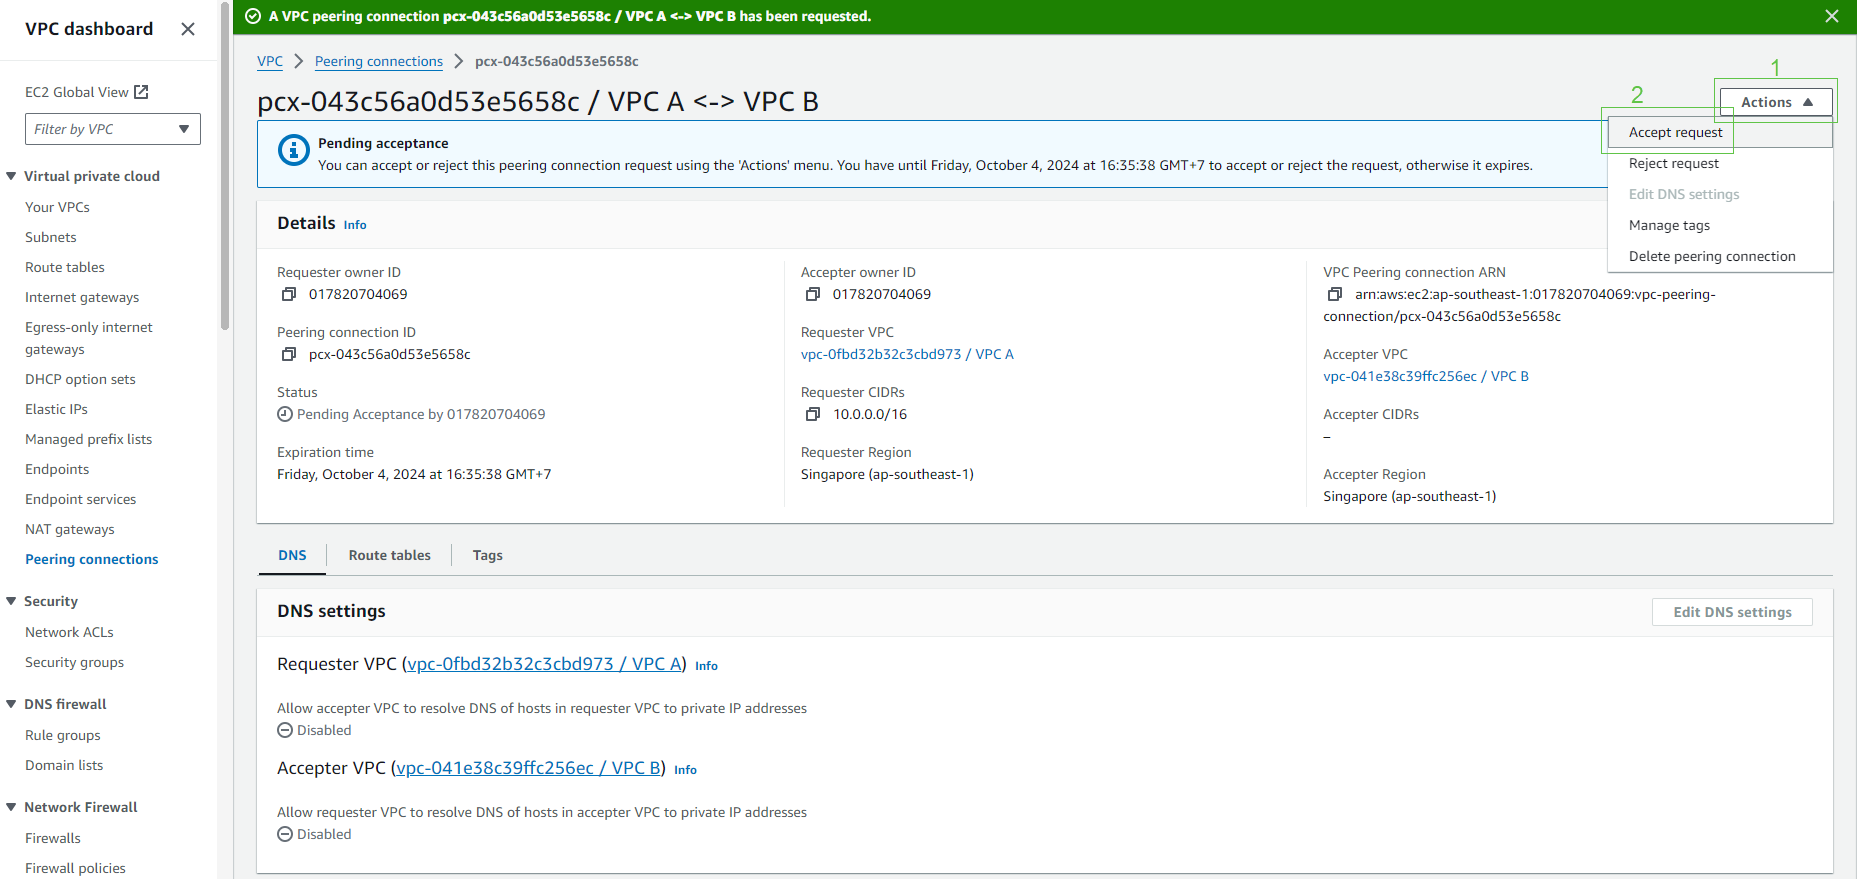 VPC dashboard
EC2 Global View
Filter by VPC
Virtual private cloud
Your VPCs
Subnets
Route tables
Internet gateways
Egress-only internet
gateways
DHCP option sets
Elastic IPs
Managed prefix lists
Endpoints
Endpoint services
NAT gateways
Peering connections
Security
Network ACLs
Security groups
DNS firewall
Rule groups
Domain lists
Network Firewall
Firewalls
Firewall policies
A VPC peering connection pcx-043c56a0d53e5658c / VPC A <-> VPC B has been requested.
VPC > Peering connections > pcx-043c56a0d53e5658c
pcx-043c56a0d53e5658c / VPC A <-> VPC B
1
Actions
2
Accept request
Reject request
Edit DNS settings
Manage tags
Delete peering connection
Pending acceptance
You can accept or reject this peering connection request using the 'Actions' menu. You have until Friday, October 4, 2024 at 16:35:38 GMT+7 to accept or reject the request, otherwise it expires.
Details Info
Requester owner ID
017820704069
Peering connection ID
pcx-043c56a0d53e5658c
Status
Pending Acceptance by 017820704069
Expiration time
Friday, October 4, 2024 at 16:35:38 GMT+7
Accepter owner ID
017820704069
Requester VPC
vpc-0fbd32b32c3cbd973 / VPC A
Requester CIDRs
10.0.0.0/16
Requester Region
Singapore (ap-southeast-1)
VPC Peering connection ARN
arn:aws:ec2:ap-southeast-1:017820704069:vpc-peering-
connection/pcx-043c56a0d53e5658c
Accepter VPC
vpc-041e38c39ffc256ec / VPC B
Accepter CIDRs
–
Accepter Region
Singapore (ap-southeast-1)
DNS
Route tables
Tags
DNS settings
Edit DNS settings
Requester VPC (vpc-0fbd32b32c3cbd973 / VPC A) Info
Allow accepter VPC to resolve DNS of hosts in requester VPC to private IP addresses
Disabled
Accepter VPC (vpc-041e38c39ffc256ec / VPC B) Info
Allow requester VPC to resolve DNS of hosts in accepter VPC to private IP addresses
Disabled